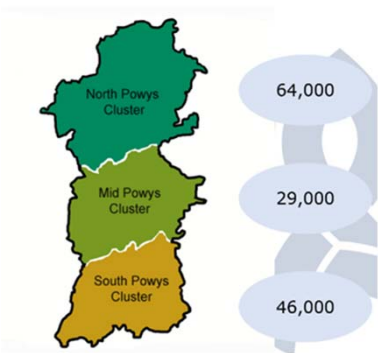 North Powys
Cluster
64,000
Mid Powys
Cluster
29,000
South Powys
Cluster
46,000